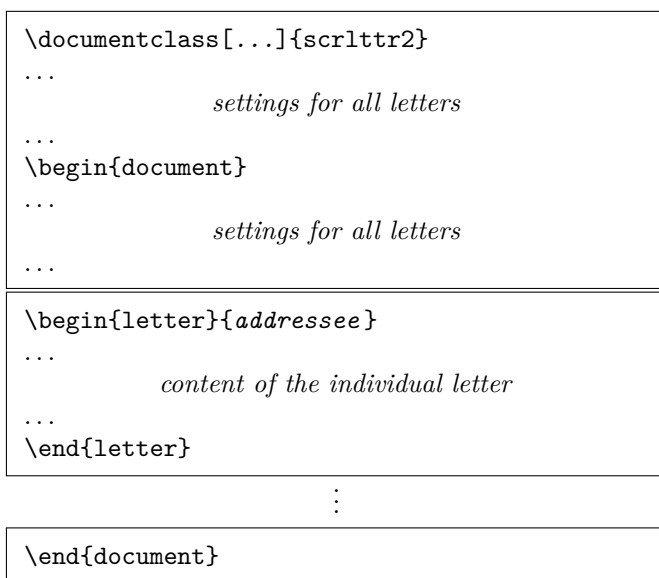 \documentclass[...]{scrlttr2}
...
settings for all letters
...
\begin{document}
...
settings for all letters
...
\begin{letter}{addressee}
...
content of the individual letter
...
\end{letter}
⋮
\end{document}